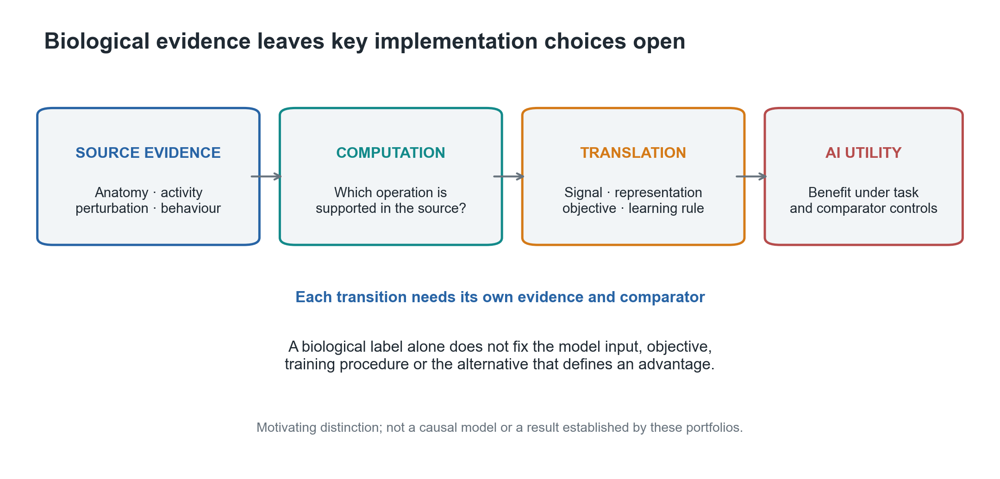 Biological evidence leaves key implementation choices open
SOURCE EVIDENCE
Anatomy · activity
perturbation · behaviour
COMPUTATION
Which operation is
supported in the source?
TRANSLATION
Signal · representation
objective · learning rule
AI UTILITY
Benefit under task
and comparator controls
Each transition needs its own evidence and comparator
A biological label alone does not fix the model input, objective,
training procedure or the alternative that defines an advantage.
Motivating distinction; not a causal model or a result established by these portfolios.